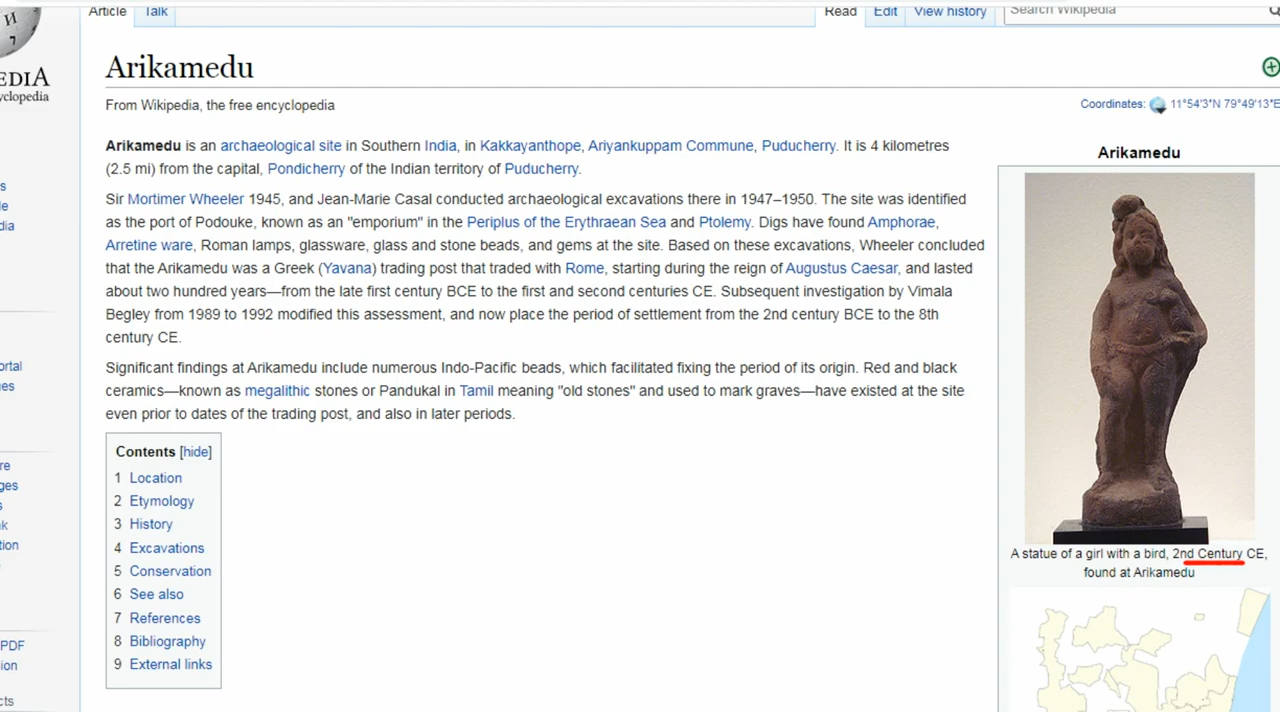 Article
Talk
Read
Edit
View history
Search Wikipedia
И
7
EDIA
yclopedia
Arikamedu
From Wikipedia, the free encyclopedia
Coordinates: 11°54′3″N 79°49′13″E
Arikamedu is an archaeological site in Southern India, in Kakkayanthope, Ariyankuppam Commune, Puducherry. It is 4 kilometres
(2.5 mi) from the capital, Pondicherry of the Indian territory of Puducherry.
Sir Mortimer Wheeler 1945, and Jean-Marie Casal conducted archaeological excavations there in 1947–1950. The site was identified
as the port of Podouke, known as an "emporium" in the Periplus of the Erythraean Sea and Ptolemy. Digs have found Amphorae,
Arretine ware, Roman lamps, glassware, glass and stone beads, and gems at the site. Based on these excavations, Wheeler concluded
that the Arikamedu was a Greek (Yavana) trading post that traded with Rome, starting during the reign of Augustus Caesar, and lasted
about two hundred years—from the late first century BCE to the first and second centuries CE. Subsequent investigation by Vimala
Begley from 1989 to 1992 modified this assessment, and now place the period of settlement from the 2nd century BCE to the 8th
century CE.
Significant findings at Arikamedu include numerous Indo-Pacific beads, which facilitated fixing the period of its origin. Red and black
ceramics—known as megalithic stones or Pandukal in Tamil meaning "old stones" and used to mark graves—have existed at the site
even prior to dates of the trading post, and also in later periods.
Contents [hide]
1 Location
2 Etymology
3 History
4 Excavations
5 Conservation
6 See also
7 References
8 Bibliography
9 External links
Arikamedu
A statue of a girl with a bird, 2nd Century CE,
found at Arikamedu
s
le
dia
ortal
ges
re
ges
s
nk
tion
PDF
ion
cts